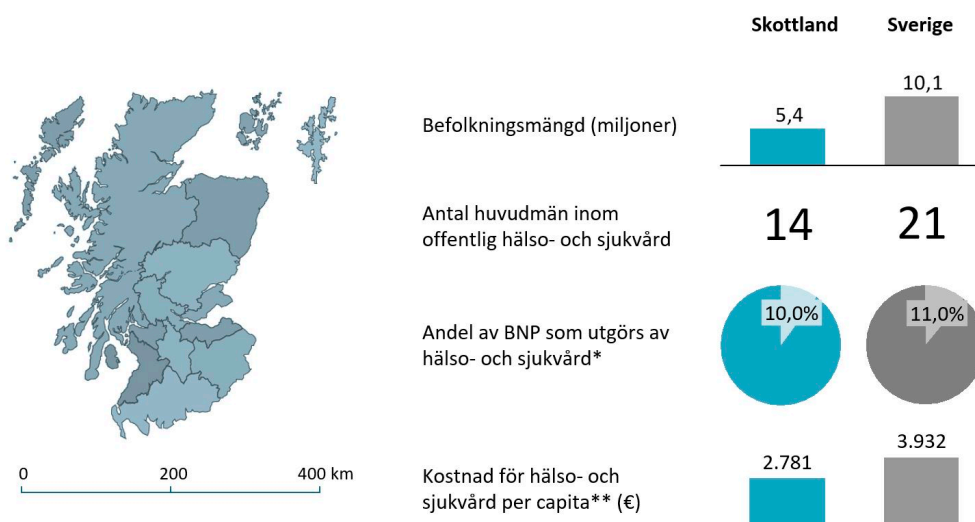 Skottland Sverige
Befolkningsmängd (miljoner)
5,4 10,1
Antal huvudmän inom
offentlig hälso- och sjukvård
14 21
Andel av BNP som utgörs av
hälso- och sjukvård*
10,0% 11,0%
Kostnad för hälso- och
sjukvård per capita** (€)
2.781 3.932
0 200 400 km